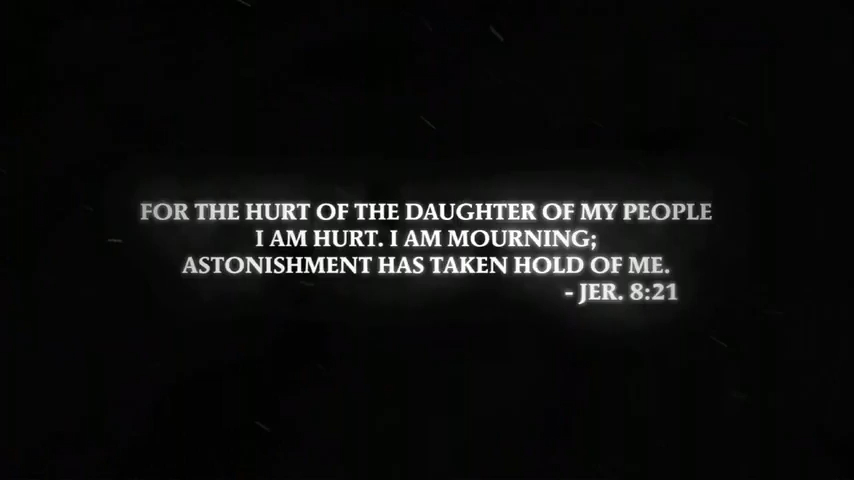 FOR THE HURT OF THE DAUGHTER OF MY PEOPLE
I AM HURT. I AM MOURNING;
ASTONISHMENT HAS TAKEN HOLD OF ME.
- JER. 8:21